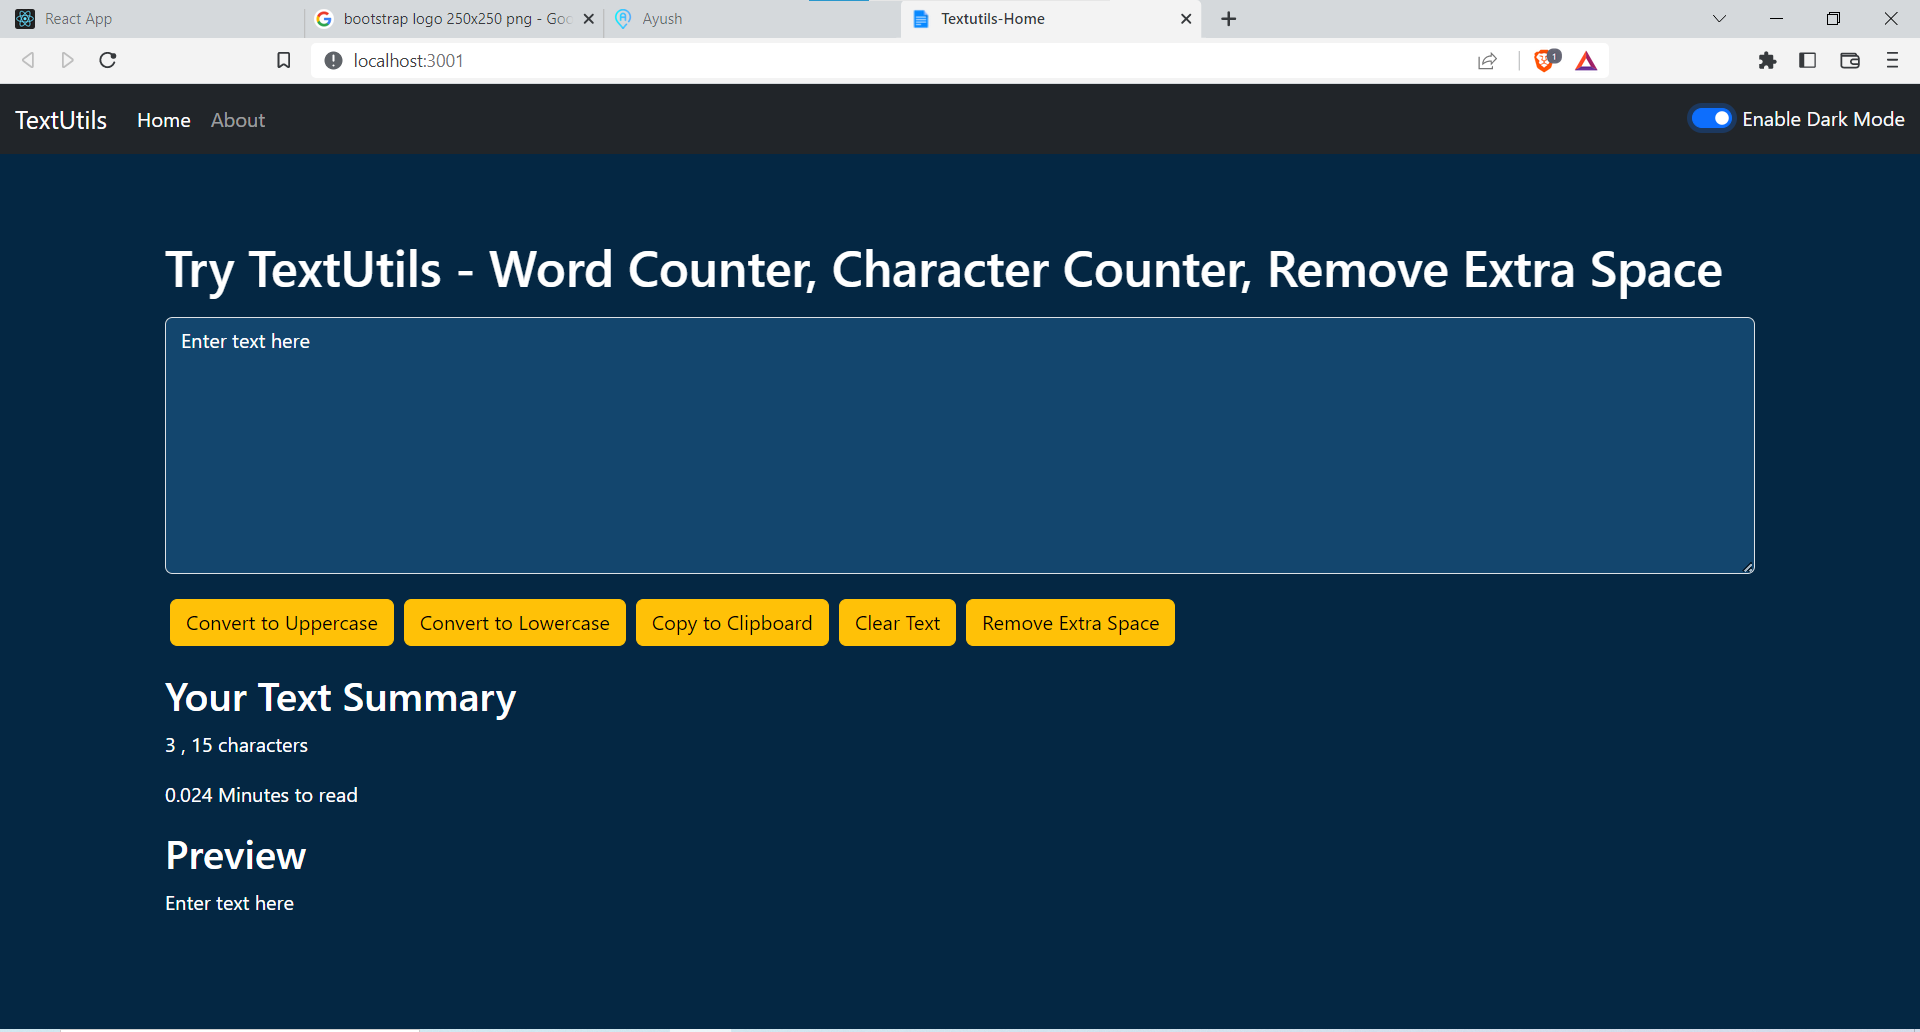 React App
bootstrap logo 250x250 png - Goo
Ayush
Textutils-Home
localhost:3001
1
TextUtils
Home
About
Enable Dark Mode
Try TextUtils - Word Counter, Character Counter, Remove Extra Space
Enter text here
Convert to Uppercase
Convert to Lowercase
Copy to Clipboard
Clear Text
Remove Extra Space
Your Text Summary
3 , 15 characters
0.024 Minutes to read
Preview
Enter text here